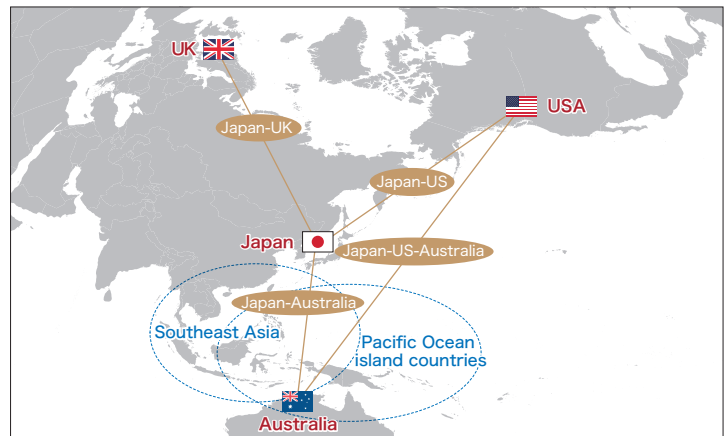 UK
USA
Japan-UK
Japan-US
Japan
Japan-US-Australia
Japan-Australia
Southeast Asia
Pacific Ocean
island countries
Australia